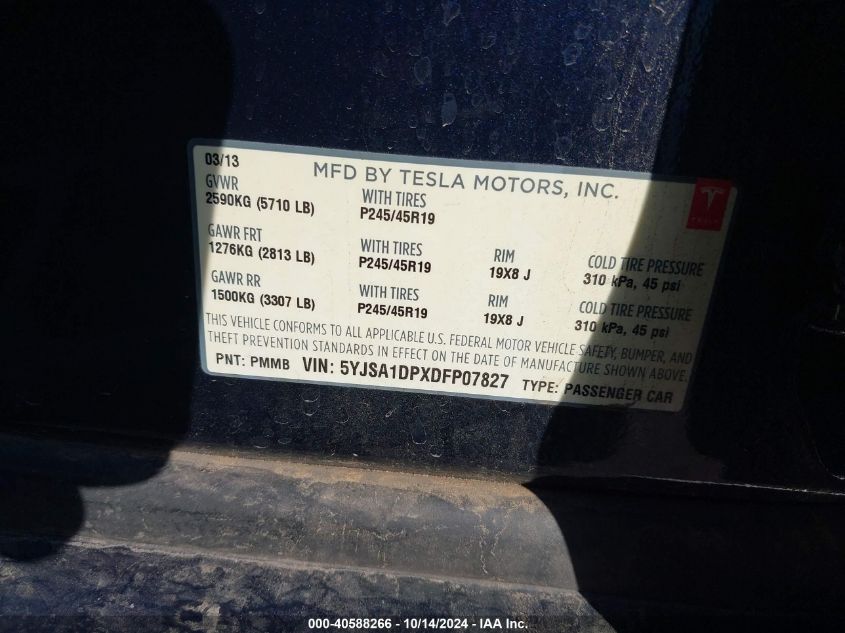 03/13
MFD BY TESLA MOTORS, INC.
GVWR
2590KG (5710 LB)
WITH TIRES
P245/45R19
GAWR FRT
1276KG (2813 LB)
WITH TIRES
P245/45R19
RIM
19X8 J
COLD TIRE PRESSURE
310 kPa, 45 psi
GAWR RR
1500KG (3307 LB)
WITH TIRES
P245/45R19
RIM
19X8 J
COLD TIRE PRESSURE
310 kPa, 45 psi
THIS VEHICLE CONFORMS TO ALL APPLICABLE U.S. FEDERAL MOTOR VEHICLE SAFETY, BUMPER, AND
THEFT PREVENTION STANDARDS IN EFFECT ON THE DATE OF MANUFACTURE SHOWN ABOVE.
PNT: PMMB VIN: 5YJSA1DPXDFP07827 TYPE: PASSENGER CAR
TESLA
000-40588266 - 10/14/2024 - IAA Inc.